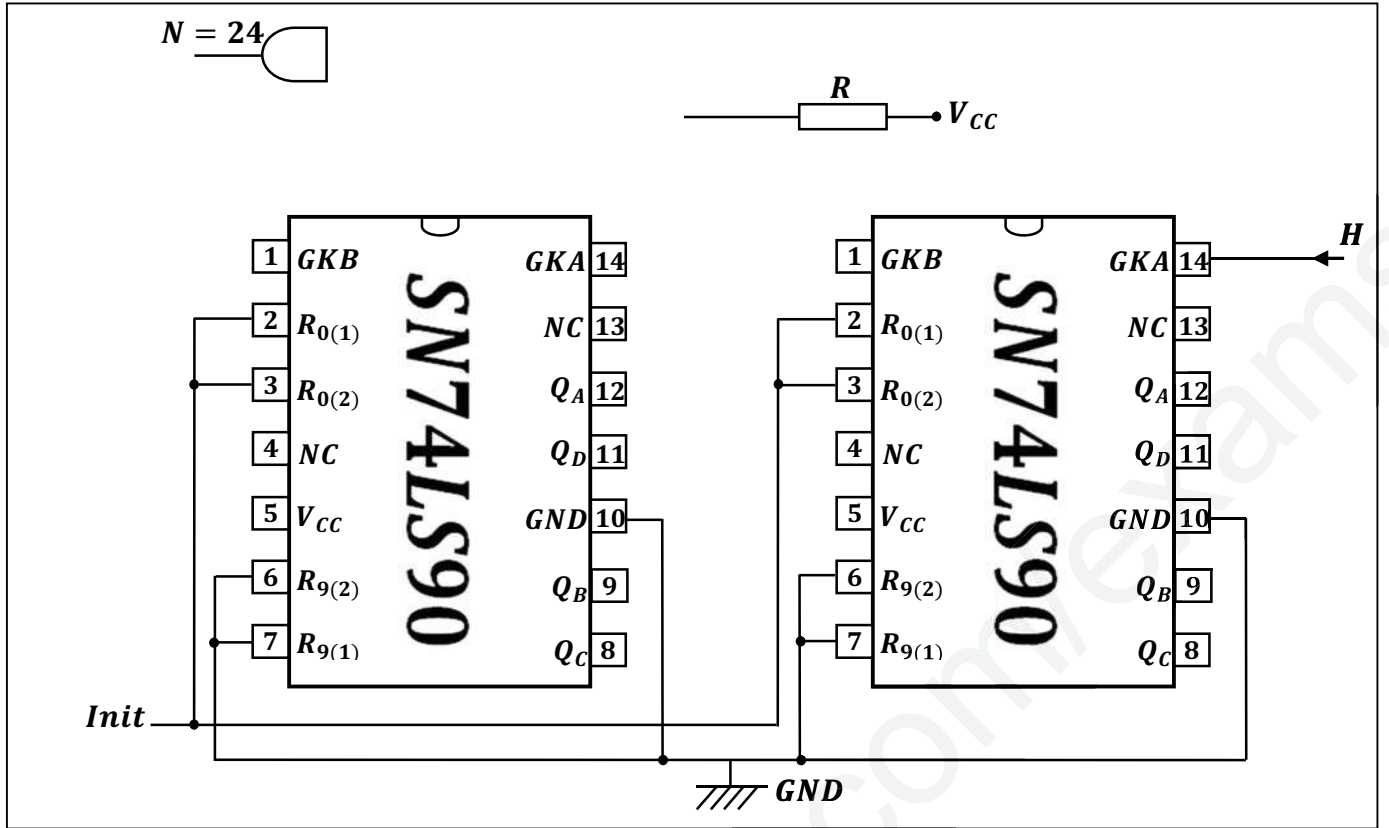 N = 24
R
V_CC
H
1 GKB
GKA 14
2 R_0(1)
NC 13
3 R_0(2)
Q_A 12
4 NC
Q_D 11
5 V_CC
GND 10
6 R_9(2)
Q_B 9
7 R_9(1)
Q_C 8
SN74LS90
1 GKB
GKA 14
2 R_0(1)
NC 13
3 R_0(2)
Q_A 12
4 NC
Q_D 11
5 V_CC
GND 10
6 R_9(2)
Q_B 9
7 R_9(1)
Q_C 8
SN74LS90
Init
GND
com/exams